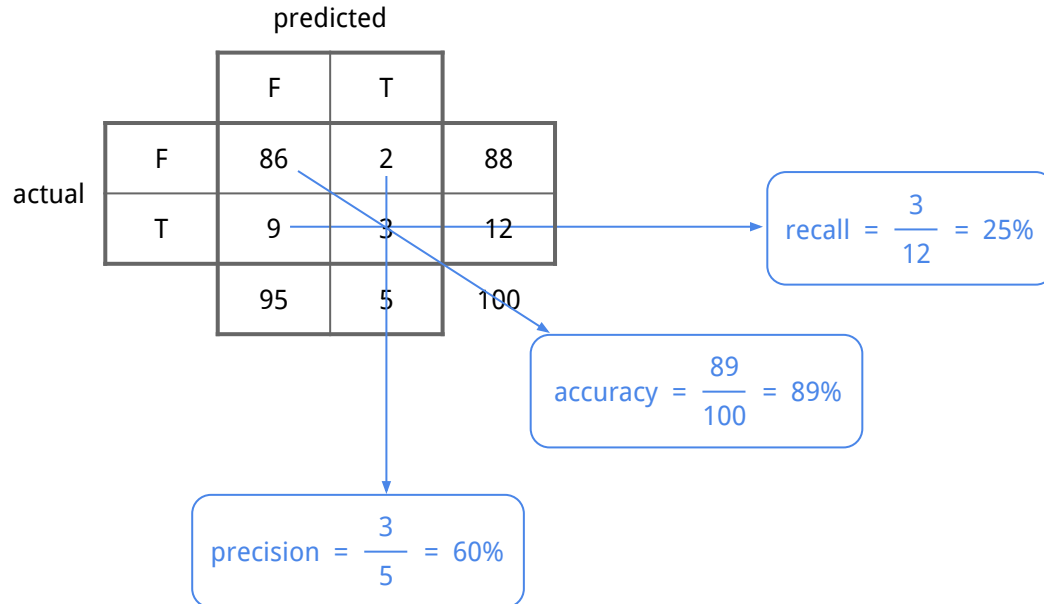 predicted
F T
F 86 2 88
actual
T 9 3 12
95 5 100
recall = 3/12 = 25%
accuracy = 89/100 = 89%
precision = 3/5 = 60%